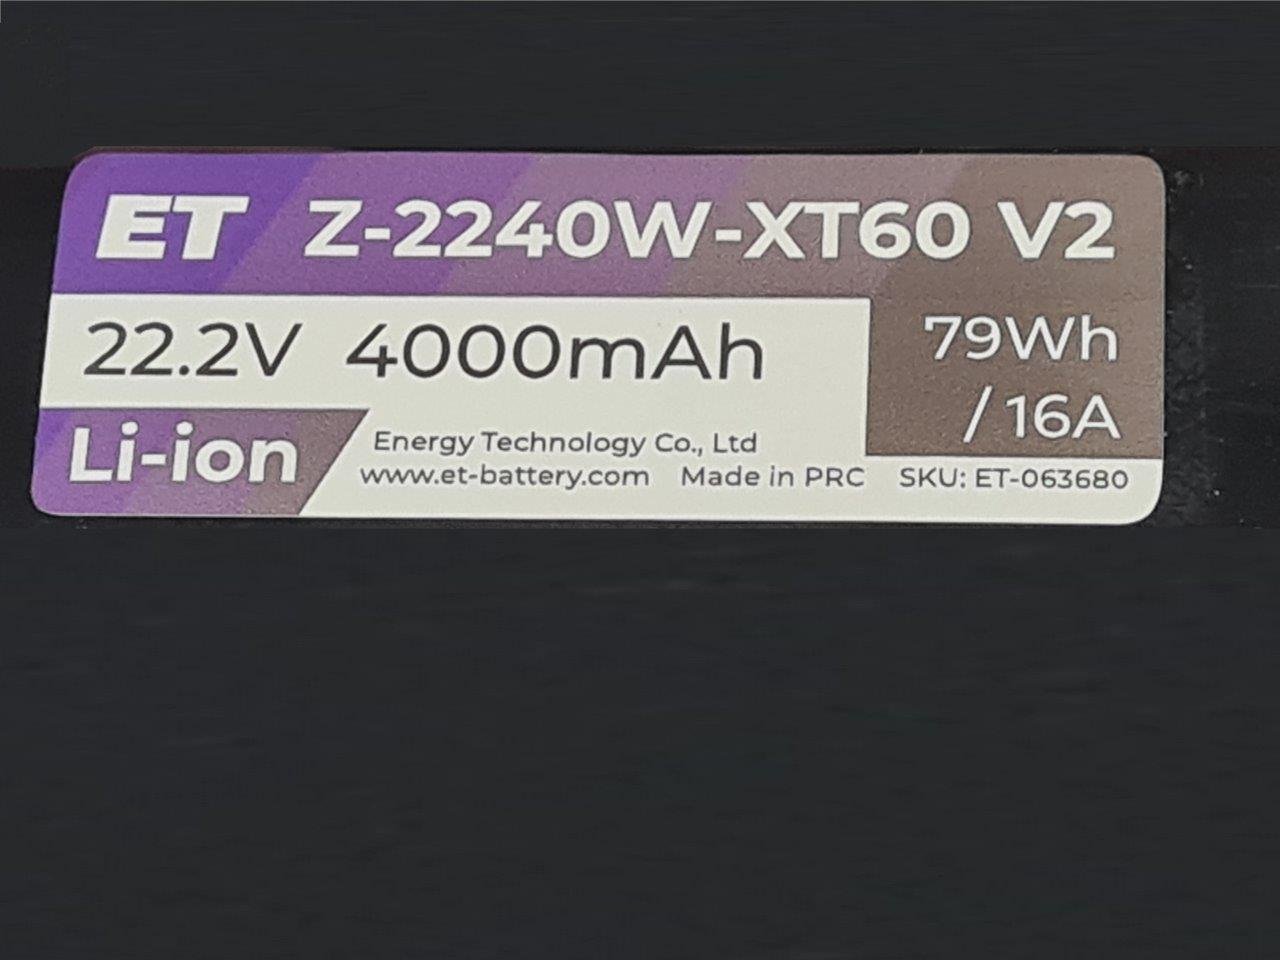 ET Z-2240W-XT60 V2
22.2V 4000mAh
79Wh
/16A
Li-ion
Energy Technology Co., Ltd
www.et-battery.com Made in PRC SKU: ET-063680